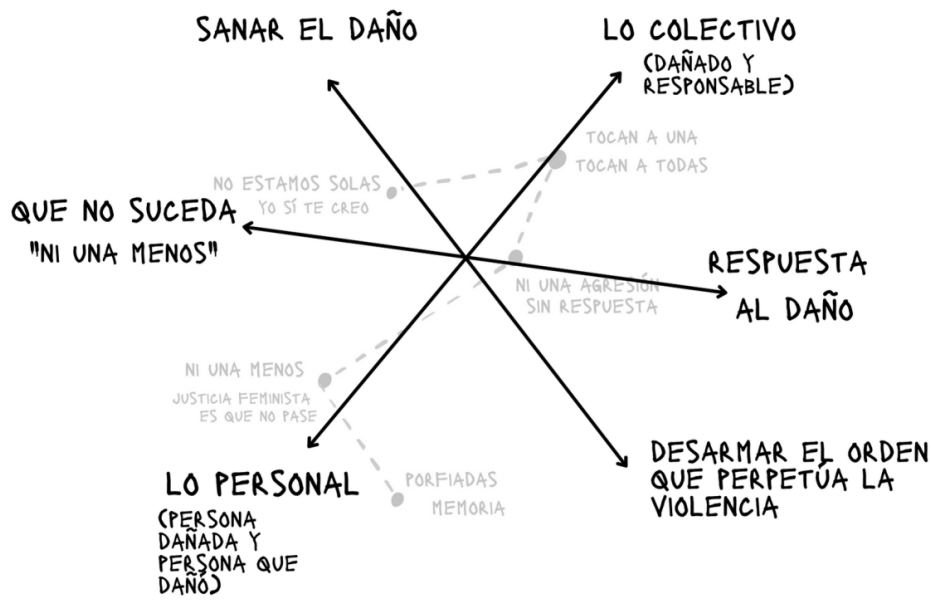 SANAR EL DAÑO
LO COLECTIVO
(DAÑADO Y
RESPONSABLE)
TOCAN A UNA
TOCAN A TODAS
NO ESTAMOS SOLAS
YO SÍ TE CREO
QUE NO SUCEDA
"NI UNA MENOS"
RESPUESTA
AL DAÑO
NI UNA AGRESIÓN
SIN RESPUESTA
NI UNA MENOS
JUSTICIA FEMINISTA
ES QUE NO PASE
LO PERSONAL
(PERSONA
DAÑADA Y
PERSONA QUE
DAÑÓ)
PORFIADAS
MEMORIA
DESARMAR EL ORDEN
QUE PERPETÚA LA
VIOLENCIA